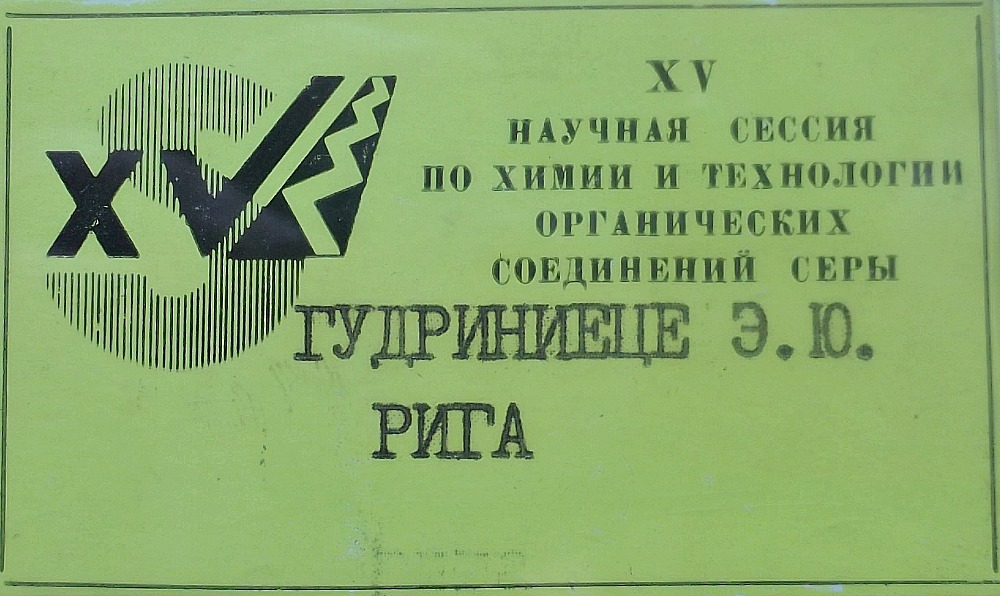 XV
S
XV
НАУЧНАЯ СЕССИЯ
ПО ХИМИИ И ТЕХНОЛОГИИ
ОРГАНИЧЕСКИХ
СОЕДИНЕНИЙ СЕРЫ
ГУДРИНИЕЦЕ Э.Ю.
РИГА